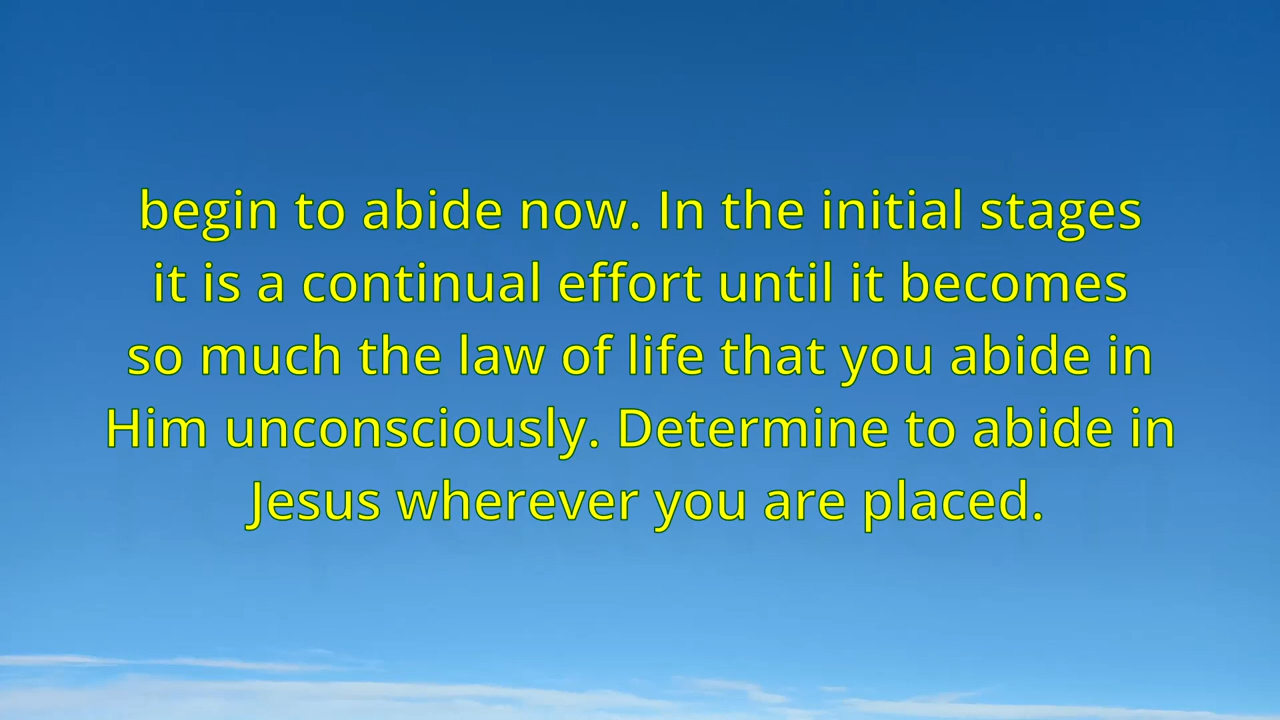 begin to abide now. In the initial stages
it is a continual effort until it becomes
so much the law of life that you abide in
Him unconsciously. Determine to abide in
Jesus wherever you are placed.